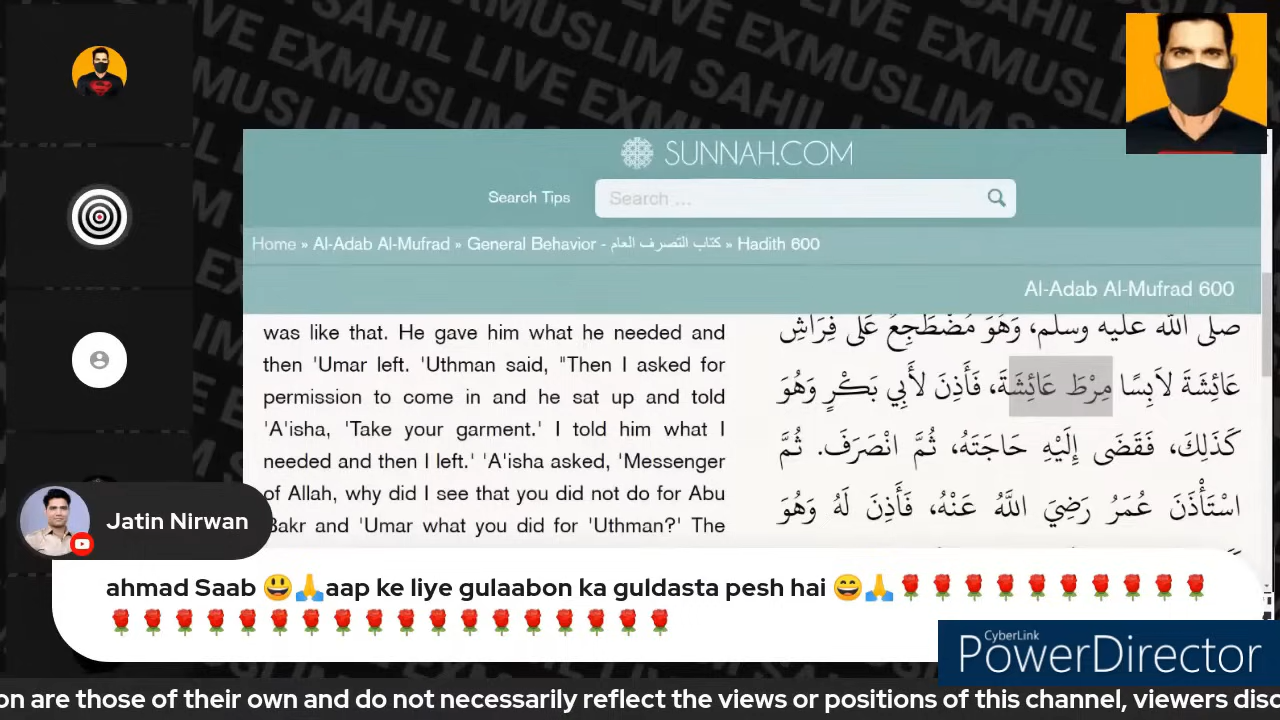 SUNNAH.COM
Search Tips
Search ...
Home » Al-Adab Al-Mufrad » General Behavior - كتاب التصرف العام » Hadith 600
Al-Adab Al-Mufrad 600
was like that. He gave him what he needed and
then 'Umar left. 'Uthman said, "Then I asked for
permission to come in and he sat up and told
'A'isha, 'Take your garment.' I told him what I
needed and then I left.' 'A'isha asked, 'Messenger
of Allah, why did I see that you did not do for Abu
Bakr and 'Umar what you did for 'Uthman?' The
صلى الله عليه وسلم، وَهُوَ مُضْطَجِعٌ عَلَى فِرَاشِ
عَائِشَةَ لاَبِسًا مِرْطَ عَائِشَةَ، فَأَذِنَ لأَبِي بَكْرٍ وَهُوَ
كَذَلِكَ، فَقَضَى إِلَيْهِ حَاجَتَهُ، ثُمَّ انْصَرَفَ‏.‏ ثُمَّ
اسْتَأْذَنَ عُمَرُ رَضِيَ اللَّهُ عَنْهُ، فَأَذِنَ لَهُ وَهُوَ
Jatin Nirwan
ahmad Saab 😃🙏aap ke liye gulaabon ka guldasta pesh hai 😄🙏🌹🌹🌹🌹🌹🌹🌹🌹🌹🌹
🌹🌹🌹🌹🌹🌹🌹🌹🌹🌹🌹🌹🌹🌹🌹🌹🌹🌹
CyberLink
PowerDirector
on are those of their own and do not necessarily reflect the views or positions of this channel, viewers disc